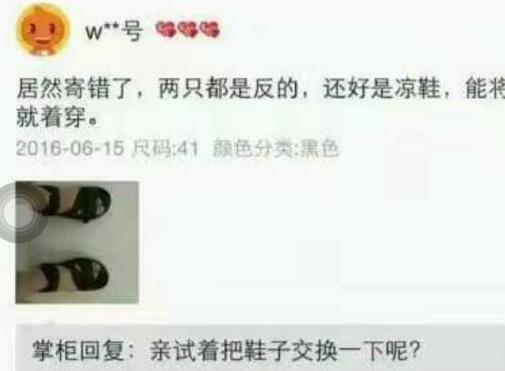 w**号
居然寄错了，两只都是反的，还好是凉鞋，能将
就着穿。
2016-06-15 尺码:41 颜色分类:黑色
掌柜回复：亲试着把鞋子交换一下呢？